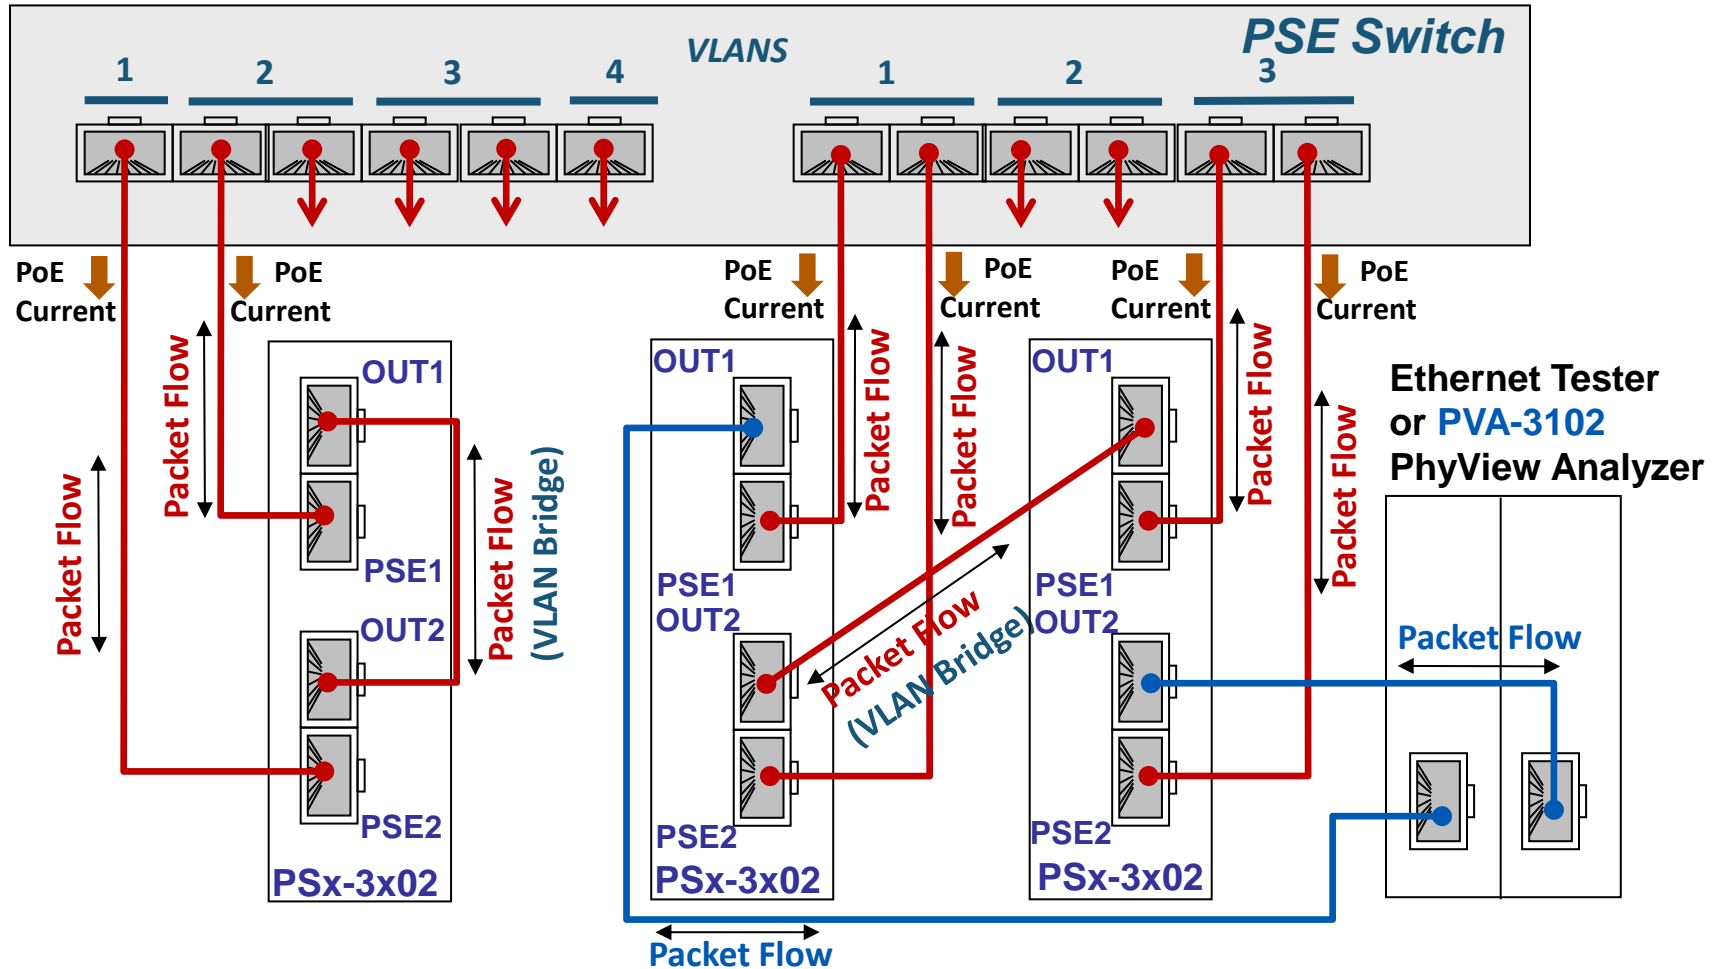 PSE Switch
VLANS
1
2
3
4
1
2
3
PoE
Current
PoE
Current
PoE
Current
PoE
Current
PoE
Current
PoE
Current
Packet Flow
Packet Flow
OUT1
PSE1
OUT2
PSE2
PSx-3x02
Packet Flow
(VLAN Bridge)
OUT1
PSE1
OUT2
PSE2
PSx-3x02
Packet Flow
Packet Flow
Packet Flow
(VLAN Bridge)
OUT1
PSE1
OUT2
PSE2
PSx-3x02
Packet Flow
Packet Flow
Ethernet Tester
or PVA-3102
PhyView Analyzer
Packet Flow
Packet Flow